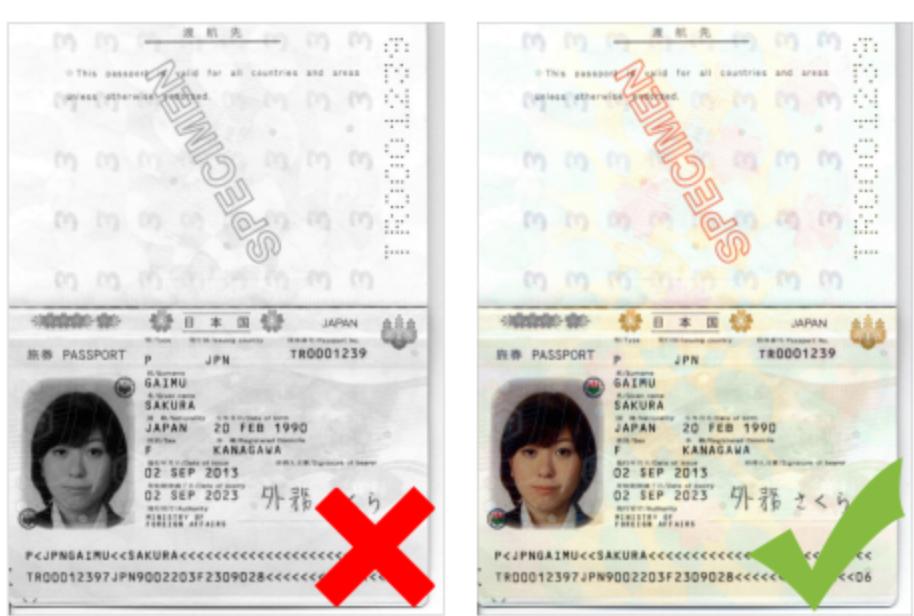 渡航先
This passport is valid for all countries and areas
unless otherwise endorsed.
SPECIMEN
TR0001239
日本国
JAPAN
旅券 PASSPORT
P
JPN
TR0001239
GAIMU
SAKURA
JAPAN
20 FEB 1990
F
KANAGAWA
02 SEP 2013
02 SEP 2023
外務
くら
MINISTRY OF
FOREIGN AFFAIRS
P<JPNGAIMU<<SAKURA<<<<<<<<<<<<<<<<<
TR00012397JPN9002203F2309028<<<<<
渡航先
This passport is valid for all countries and areas
unless otherwise endorsed.
SPECIMEN
TR0001239
日本国
JAPAN
旅券 PASSPORT
P
JPN
TR0001239
GAIMU
SAKURA
JAPAN
20 FEB 1990
F
KANAGAWA
02 SEP 2013
02 SEP 2023
外務 さくら
MINISTRY OF
FOREIGN AFFAIRS
P<JPNGAIMU<<SAKURA<<<<<<<<<<<<<<<<<
TR00012397JPN9002203F2309028<<<<<06